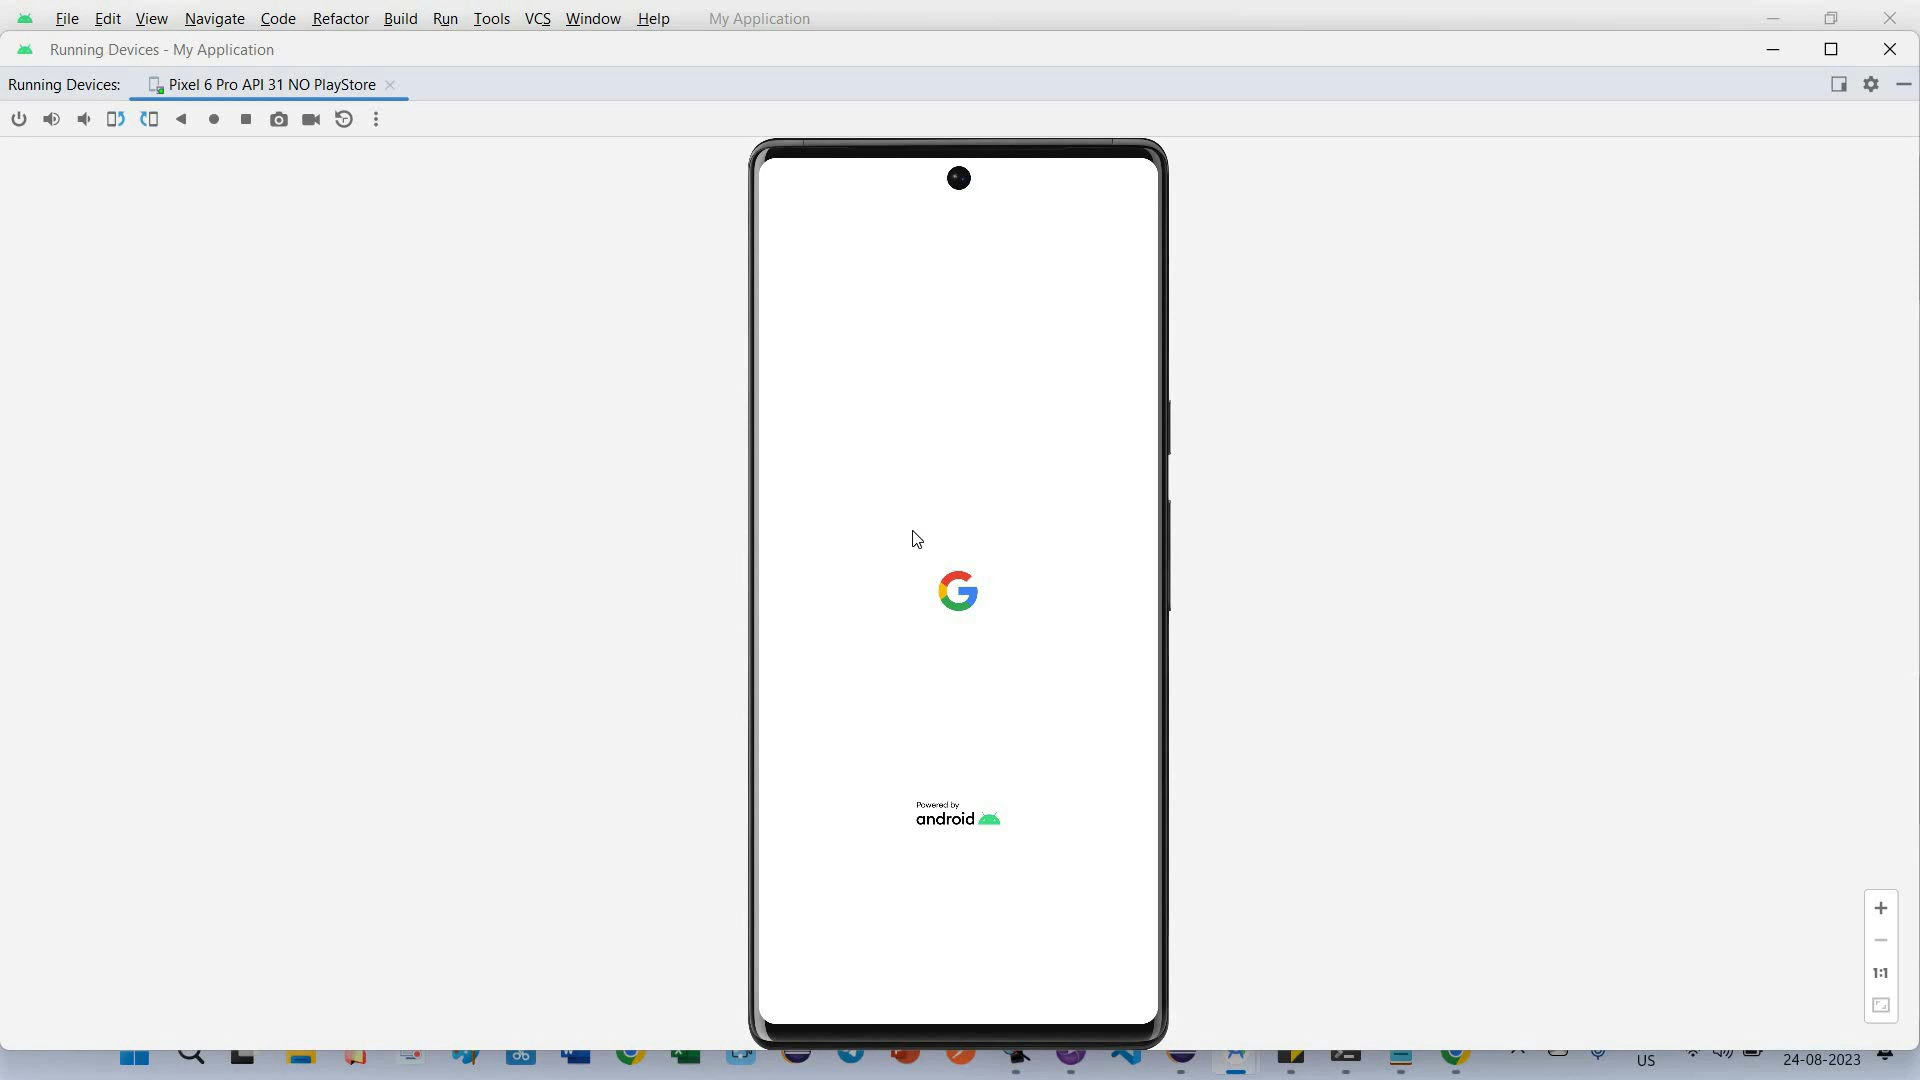 File Edit View Navigate Code Refactor Build Run Tools VCS Window Help My Application
Running Devices - My Application
Running Devices: Pixel 6 Pro API 31 NO PlayStore
Powered by
android
1:1
US
24-08-2023